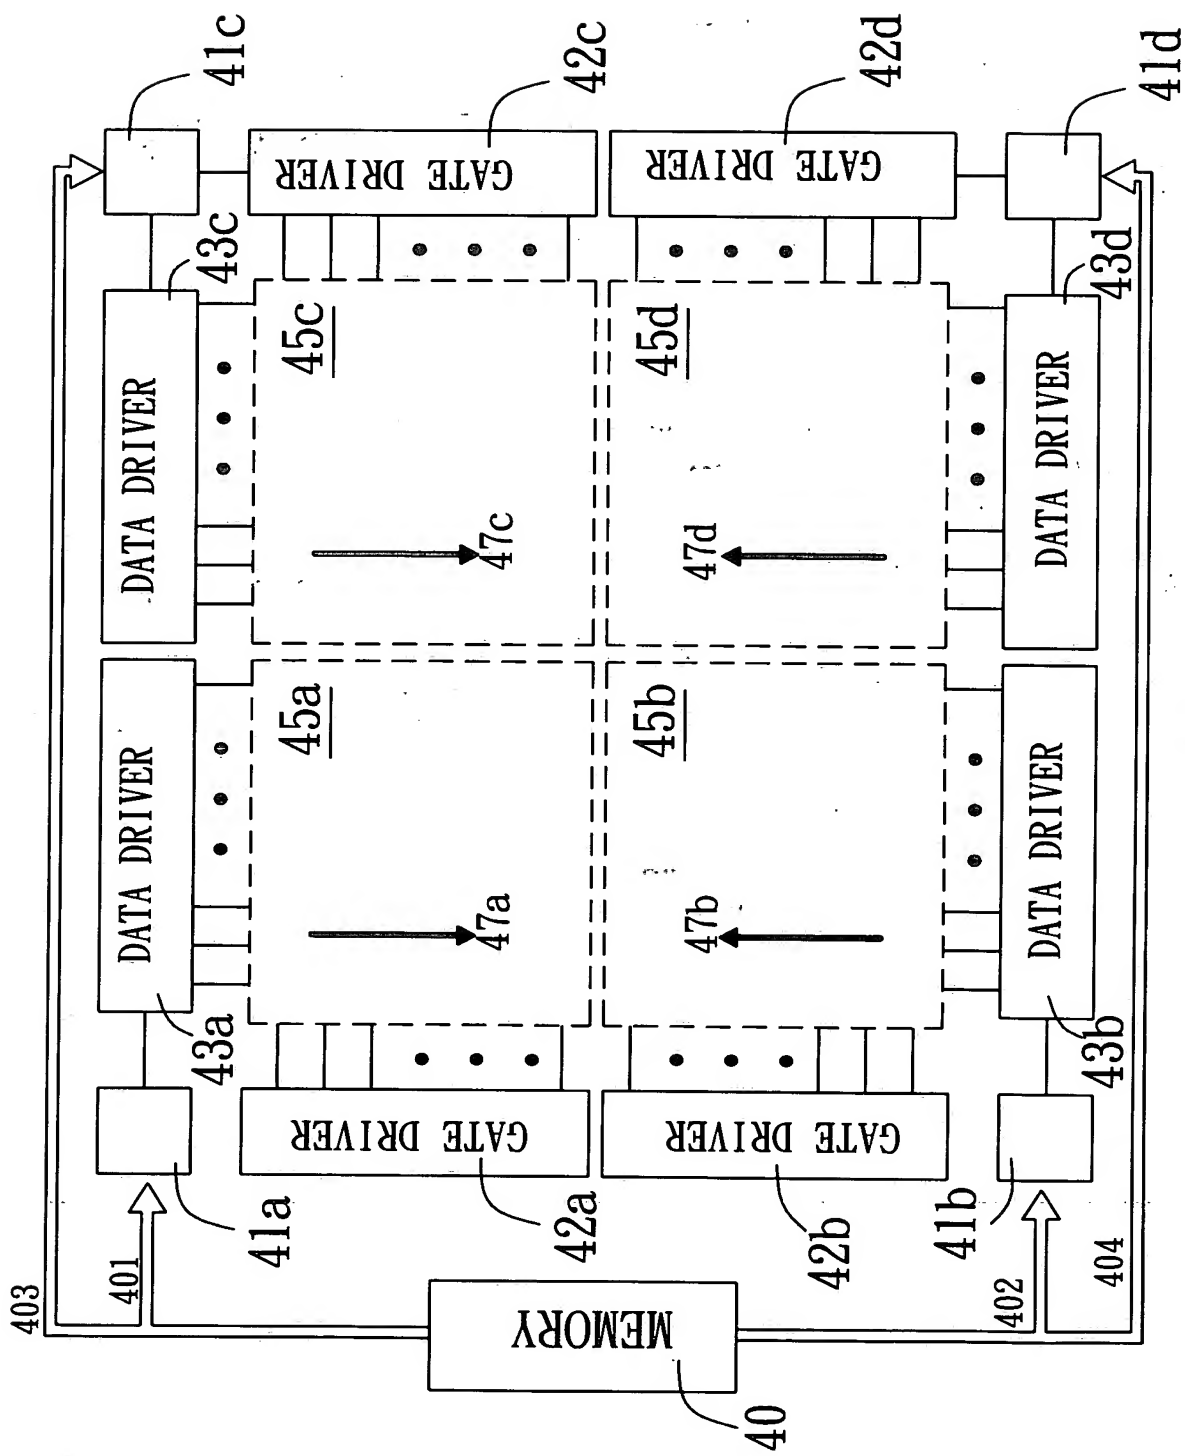 403
401
41a
43a
DATA DRIVER
DATA DRIVER
43c
41c
MEMORY
40
42a
GATE DRIVER
45a
47a
45c
47c
GATE DRIVER
42c
42b
GATE DRIVER
45b
47b
45d
47d
GATE DRIVER
42d
402
404
41b
43b
DATA DRIVER
DATA DRIVER
43d
41d